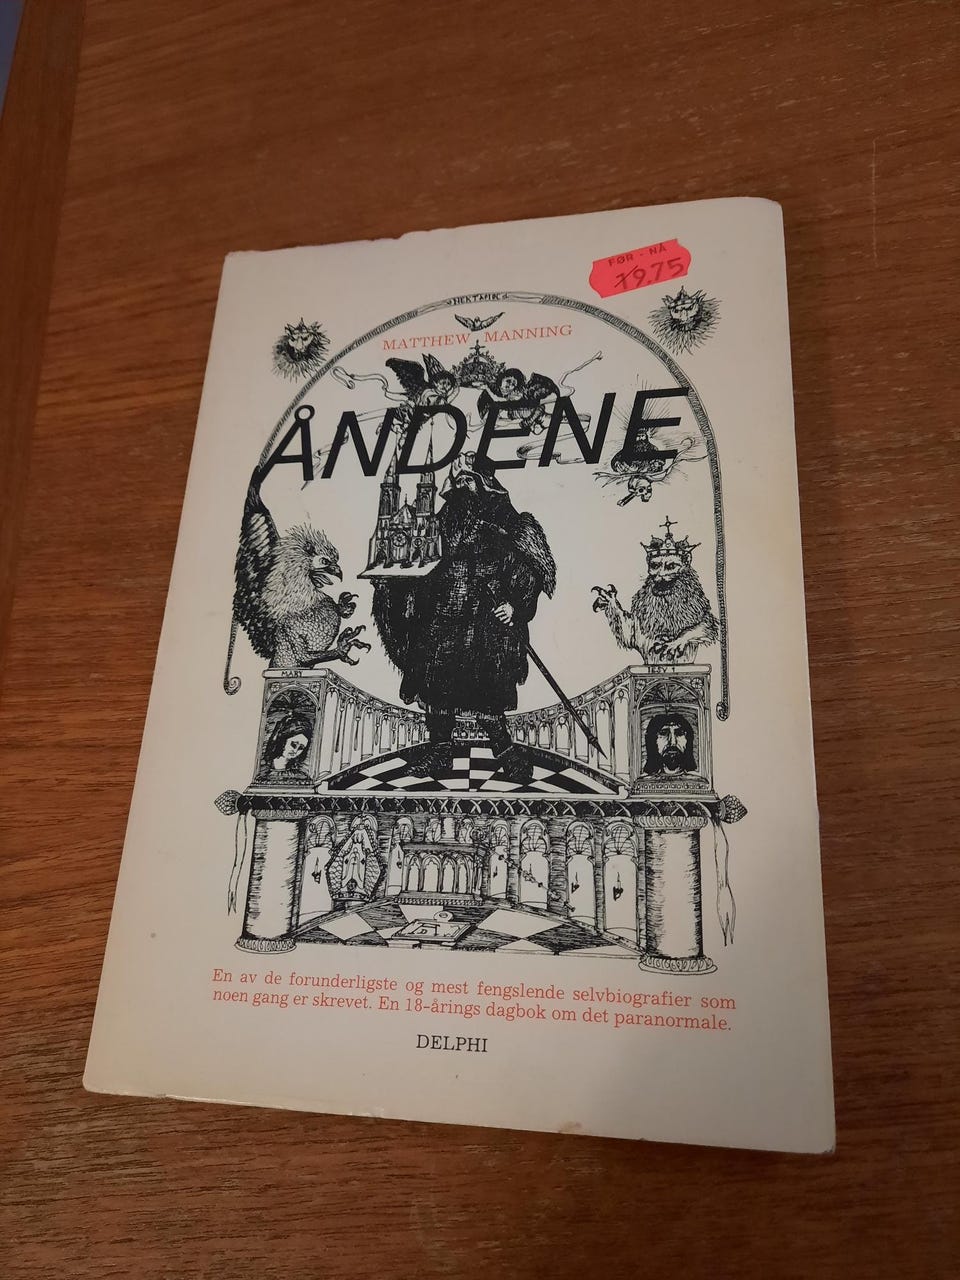 FØR - NÅ
19.75
MATTHEW MANNING
ÅNDENE
MARY
En av de forunderligste og mest fengslende selvbiografier som
noen gang er skrevet. En 18-årings dagbok om det paranormale.
DELPHI